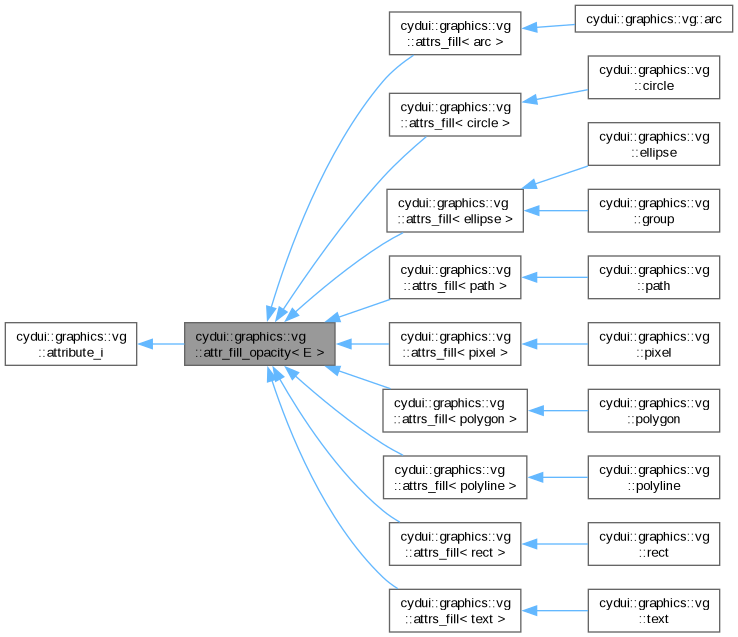 cydui::graphics::vg
::attribute_i
cydui::graphics::vg
::attr_fill_opacity< E >
cydui::graphics::vg
::attrs_fill< arc >
cydui::graphics::vg
::attrs_fill< circle >
cydui::graphics::vg
::attrs_fill< ellipse >
cydui::graphics::vg
::attrs_fill< path >
cydui::graphics::vg
::attrs_fill< pixel >
cydui::graphics::vg
::attrs_fill< polygon >
cydui::graphics::vg
::attrs_fill< polyline >
cydui::graphics::vg
::attrs_fill< rect >
cydui::graphics::vg
::attrs_fill< text >
cydui::graphics::vg::arc
cydui::graphics::vg
::circle
cydui::graphics::vg
::ellipse
cydui::graphics::vg
::group
cydui::graphics::vg
::path
cydui::graphics::vg
::pixel
cydui::graphics::vg
::polygon
cydui::graphics::vg
::polyline
cydui::graphics::vg
::rect
cydui::graphics::vg
::text